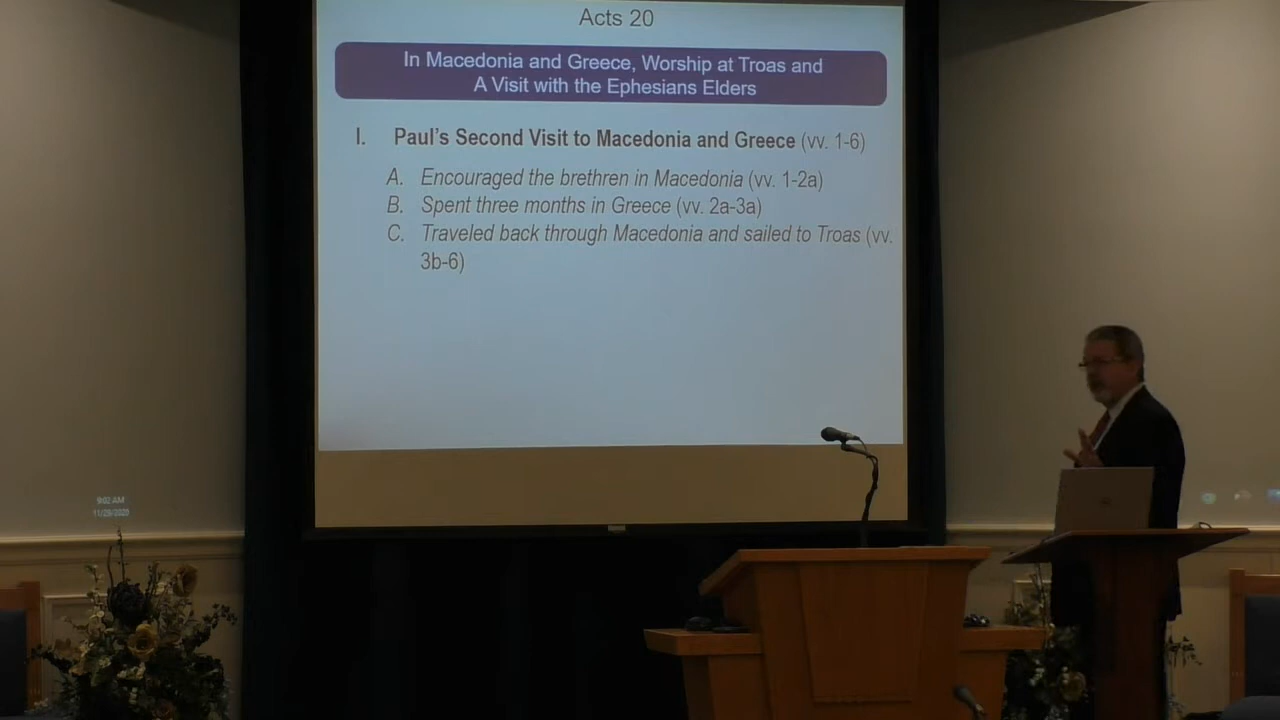 Acts 20
In Macedonia and Greece, Worship at Troas and
A Visit with the Ephesians Elders
I. Paul's Second Visit to Macedonia and Greece (vv. 1-6)
A. Encouraged the brethren in Macedonia (vv. 1-2a)
B. Spent three months in Greece (vv. 2a-3a)
C. Traveled back through Macedonia and sailed to Troas (vv.
3b-6)
9:02 AM
11/29/2020